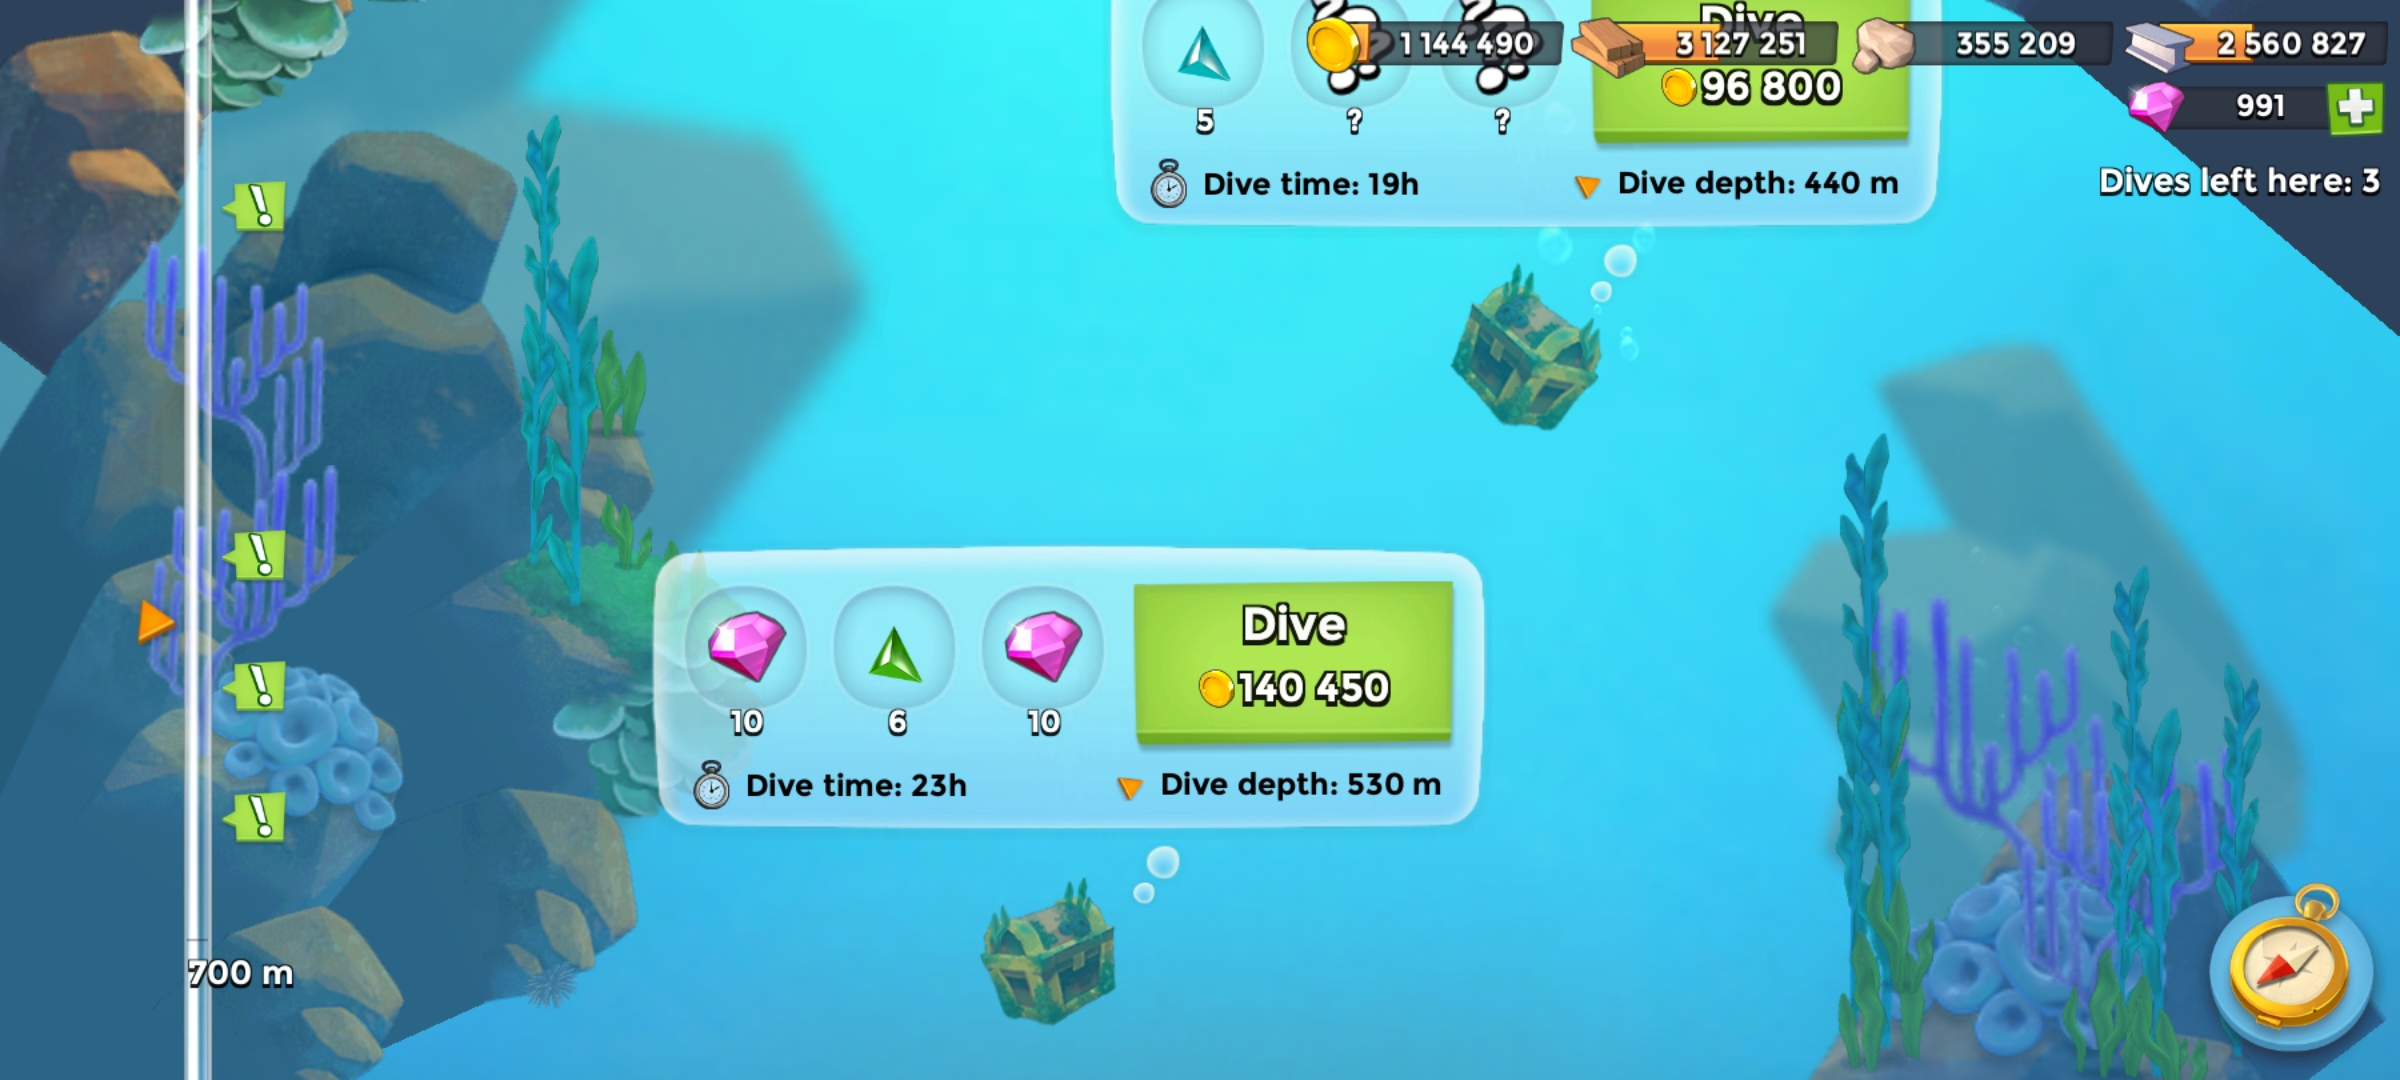 Dive
1 144 490
3 127 251
355 209
2 560 827
96 800
991
5
?
?
Dive time: 19h
Dive depth: 440 m
Dives left here: 3
!
!
Dive
140 450
10
6
10
!
Dive time: 23h
Dive depth: 530 m
!
700 m